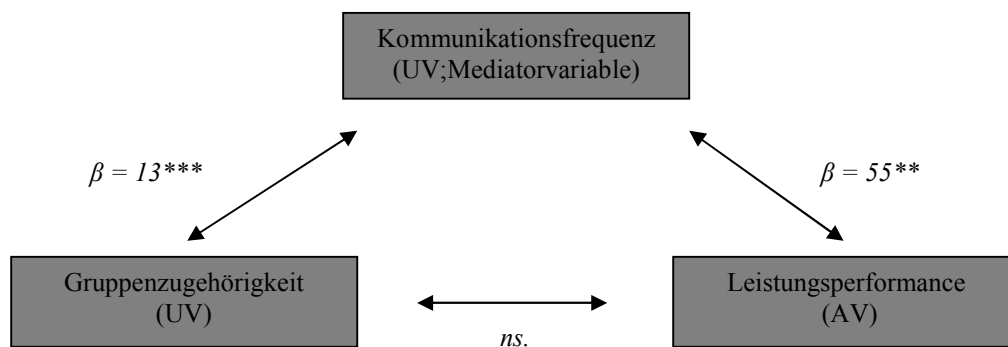 Kommunikationsfrequenz
(UV;Mediatorvariable)
β = 13***
β = 55**
Gruppenzugehörigkeit
(UV)
Leistungsperformance
(AV)
ns.